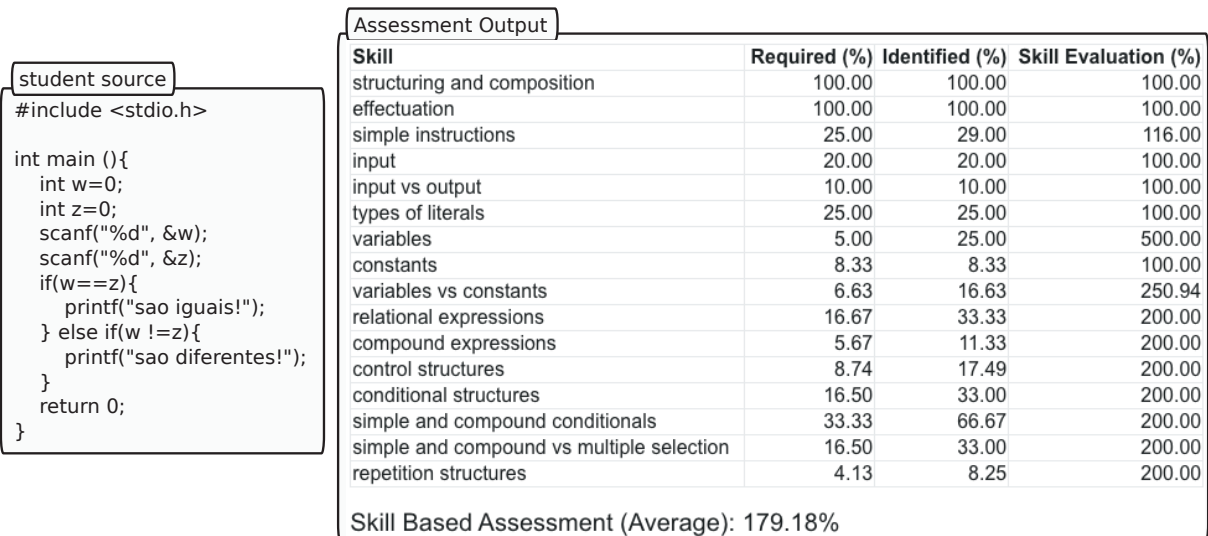 student source
#include <stdio.h>
int main (){
int w=0;
int z=0;
scanf("%d", &w);
scanf("%d", &z);
if(w==z){
printf("sao iguais!");
} else if(w !=z){
printf("sao diferentes!");
}
return 0;
}
Assessment Output
Skill Required (%) Identified (%) Skill Evaluation (%)
structuring and composition 100.00 100.00 100.00
effectuation 100.00 100.00 100.00
simple instructions 25.00 29.00 116.00
input 20.00 20.00 100.00
input vs output 10.00 10.00 100.00
types of literals 25.00 25.00 100.00
variables 5.00 25.00 500.00
constants 8.33 8.33 100.00
variables vs constants 6.63 16.63 250.94
relational expressions 16.67 33.33 200.00
compound expressions 5.67 11.33 200.00
control structures 8.74 17.49 200.00
conditional structures 16.50 33.00 200.00
simple and compound conditionals 33.33 66.67 200.00
simple and compound vs multiple selection 16.50 33.00 200.00
repetition structures 4.13 8.25 200.00
Skill Based Assessment (Average): 179.18%